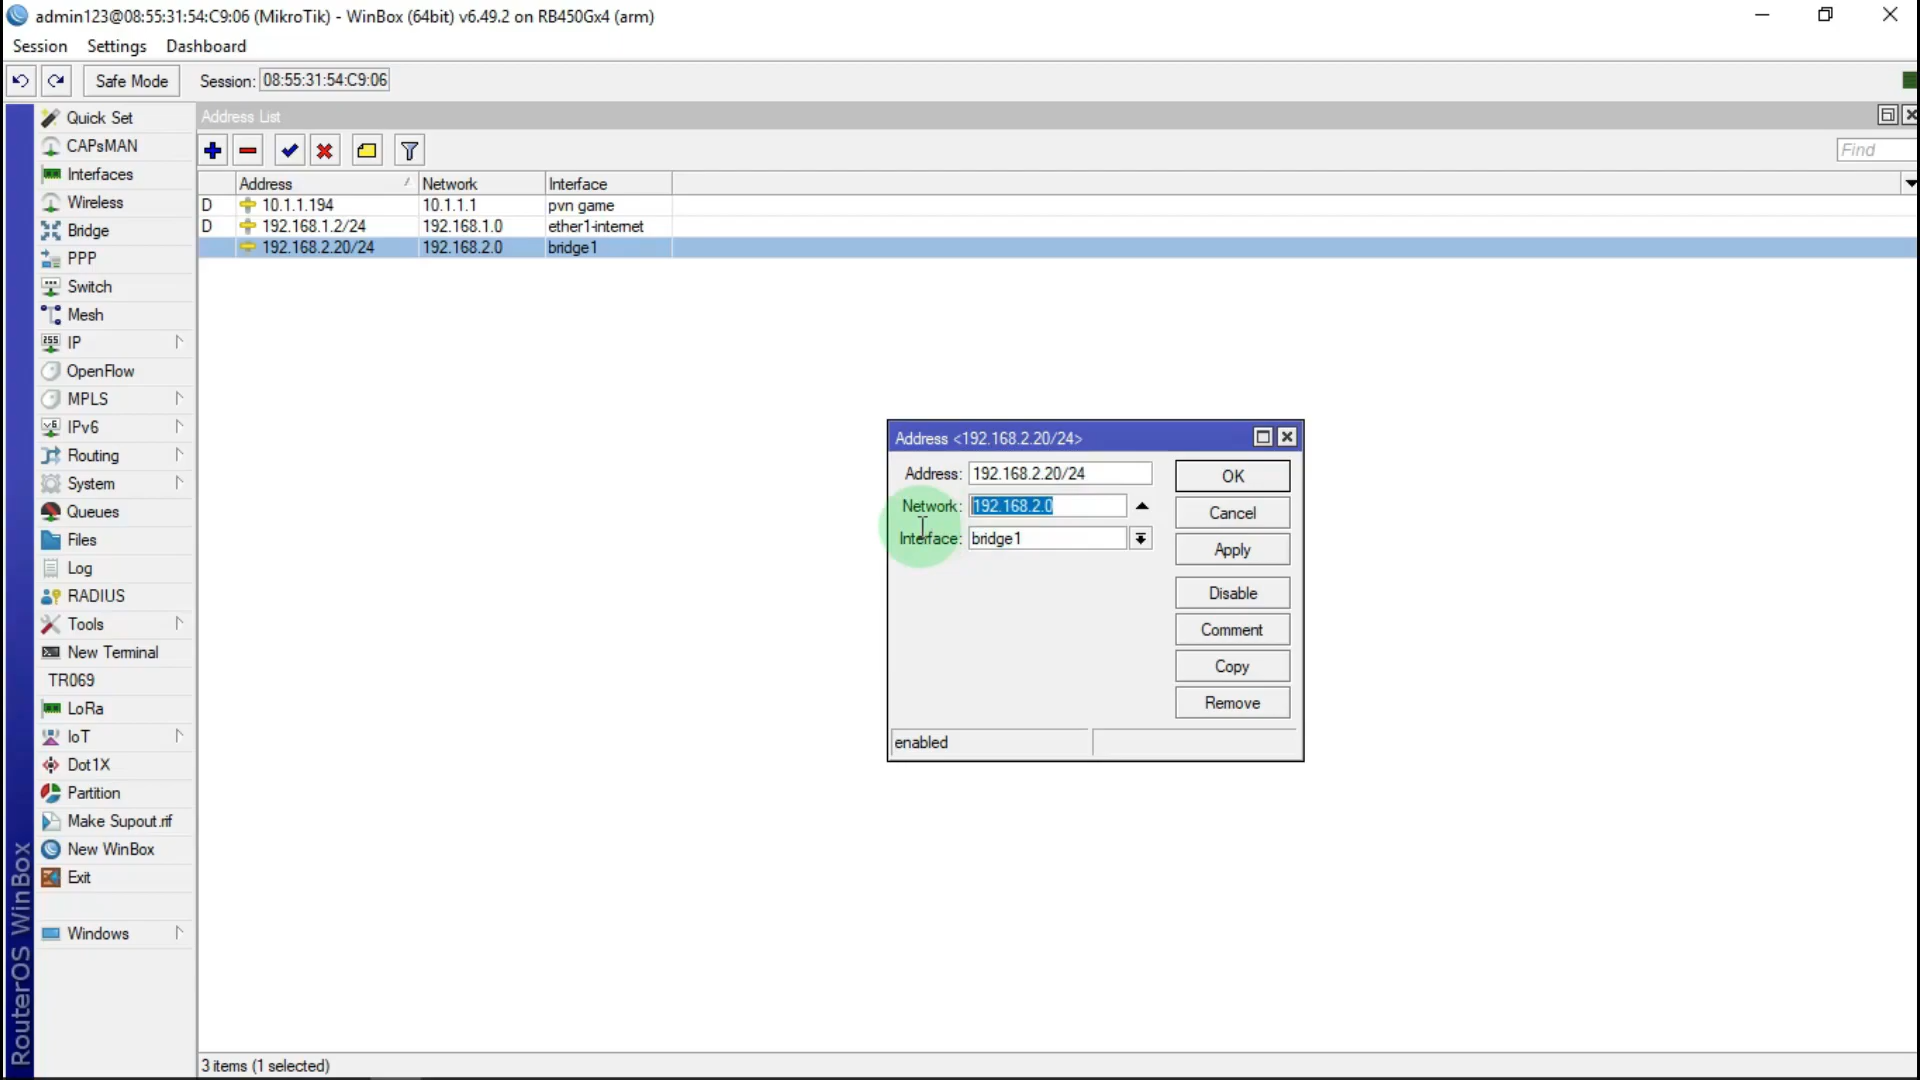 admin123@08:55:31:54:C9:06 (MikroTik) - WinBox (64bit) v6.49.2 on RB450Gx4 (arm)
Session Settings Dashboard
Safe Mode Session: 08:55:31:54:C9:06
Quick Set
CAPsMAN
Interfaces
Wireless
Bridge
PPP
Switch
Mesh
255 IP
OpenFlow
MPLS
v6 IPv6
Routing
System
Queues
Files
Log
RADIUS
Tools
New Terminal
TR069
LoRa
IoT
Dot1X
Partition
Make Supout.rif
New WinBox
Exit
Windows
RouterOS WinBox
Address List
Find
Address Network Interface
D 10.1.1.194 10.1.1.1 pvn game
D 192.168.1.2/24 192.168.1.0 ether1-internet
192.168.2.20/24 192.168.2.0 bridge1
Address <192.168.2.20/24>
Address: 192.168.2.20/24
Network: 192.168.2.0
Interface: bridge1
OK
Cancel
Apply
Disable
Comment
Copy
Remove
enabled
3 items (1 selected)